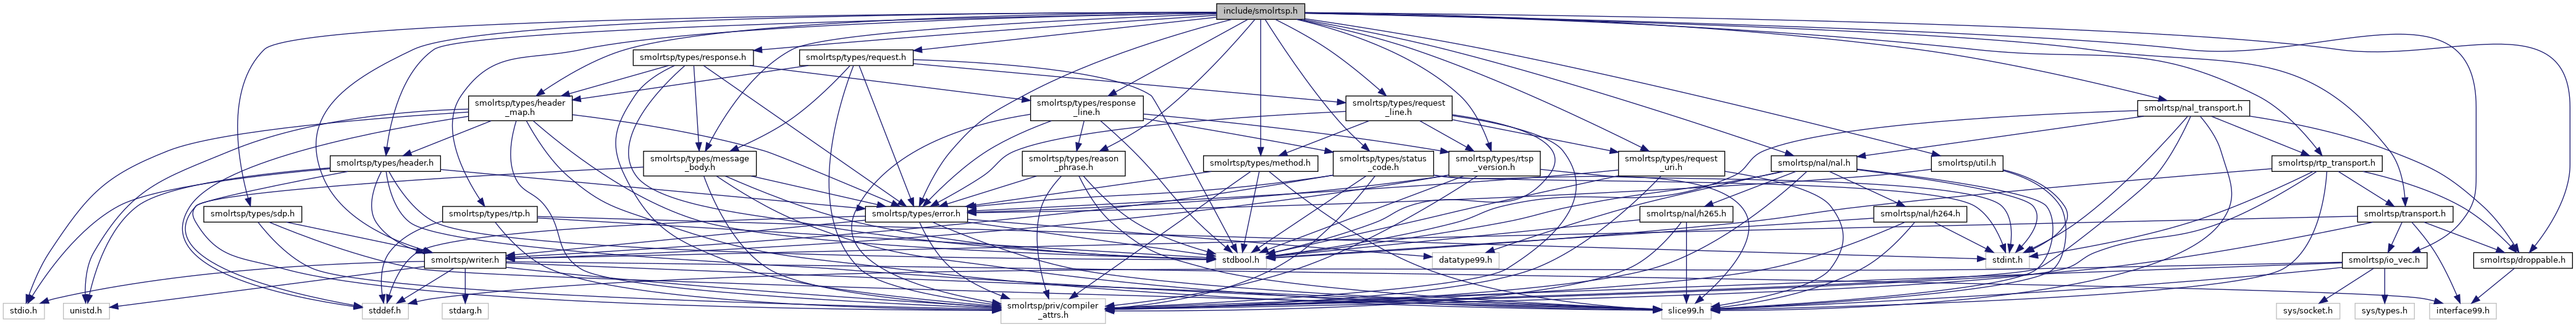 include/smolrtsp.h
smolrtsp/types/response.h
smolrtsp/types/request.h
smolrtsp/types/header
_map.h
smolrtsp/types/response
_line.h
smolrtsp/types/request
_line.h
smolrtsp/nal_transport.h
smolrtsp/types/header.h
smolrtsp/types/message
_body.h
smolrtsp/types/reason
_phrase.h
smolrtsp/types/method.h
smolrtsp/types/status
_code.h
smolrtsp/types/rtsp
_version.h
smolrtsp/types/request
_uri.h
smolrtsp/nal/nal.h
smolrtsp/util.h
smolrtsp/rtp_transport.h
smolrtsp/types/sdp.h
smolrtsp/types/rtp.h
smolrtsp/types/error.h
smolrtsp/nal/h265.h
smolrtsp/nal/h264.h
smolrtsp/transport.h
smolrtsp/writer.h
stdbool.h
datatype99.h
stdint.h
smolrtsp/io_vec.h
smolrtsp/droppable.h
stdio.h
unistd.h
stddef.h
stdarg.h
smolrtsp/priv/compiler
_attrs.h
slice99.h
sys/socket.h
sys/types.h
interface99.h